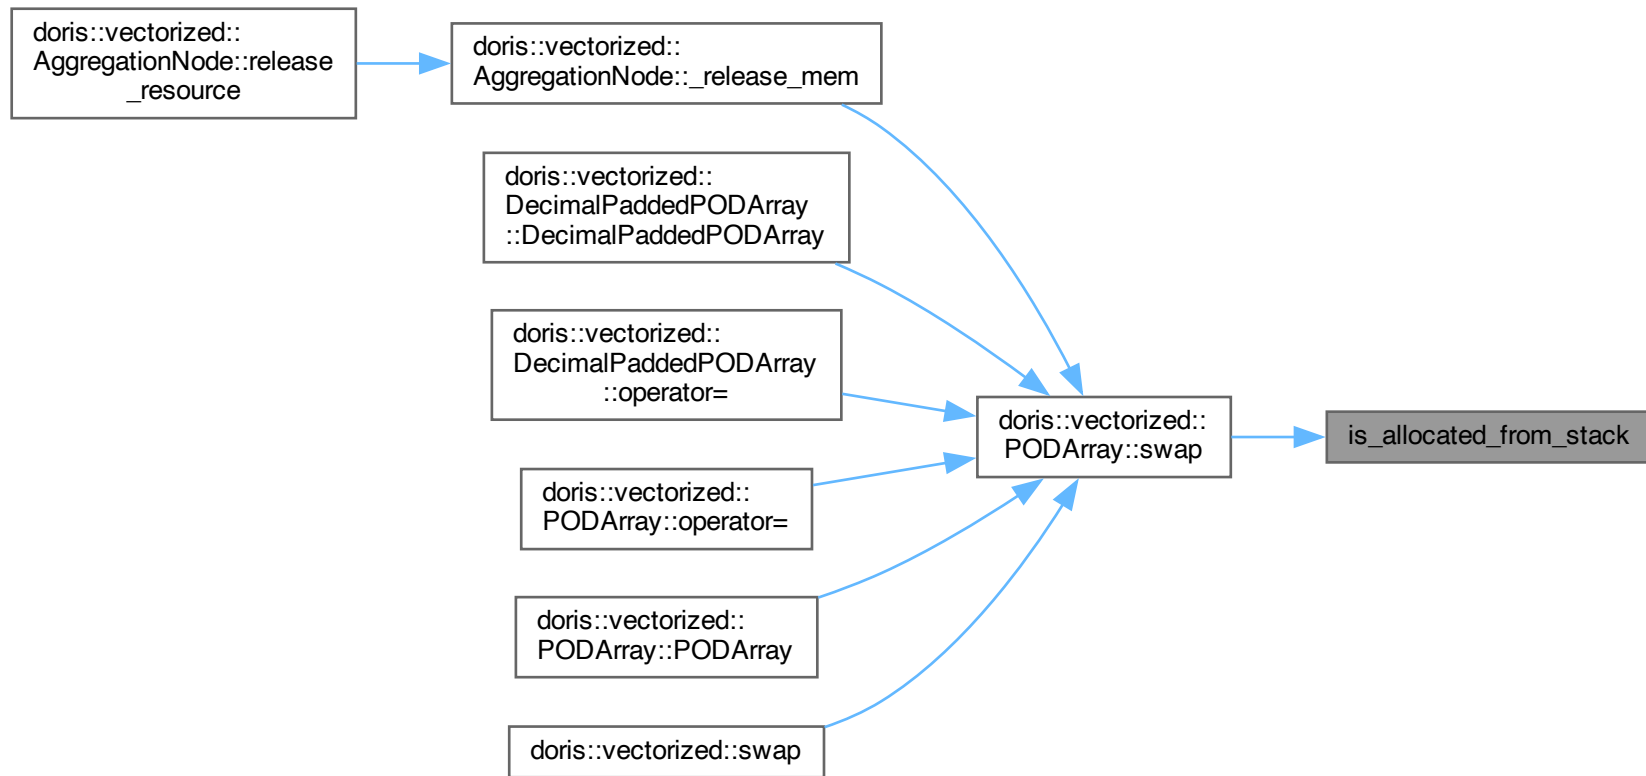 doris::vectorized::
AggregationNode::release
_resource
doris::vectorized::
AggregationNode::_release_mem
doris::vectorized::
DecimalPaddedPODArray
::DecimalPaddedPODArray
doris::vectorized::
DecimalPaddedPODArray
::operator=
doris::vectorized::
PODArray::operator=
doris::vectorized::
PODArray::PODArray
doris::vectorized::swap
doris::vectorized::
PODArray::swap
is_allocated_from_stack